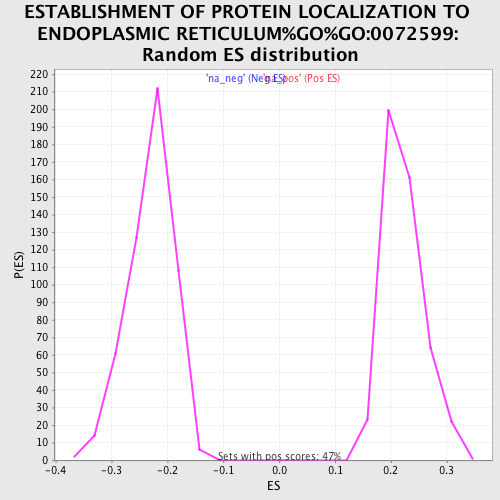 ESTABLISHMENT OF PROTEIN LOCALIZATION TO
ENDOPLASMIC RETICULUM%GO%GO:0072599:
Random ES distribution
'na_neg' (Neg ES)
'na_pos' (Pos ES)
220
210
200
190
180
170
160
150
140
130
120
110
100
90
80
70
60
50
40
30
20
10
0
P(ES)
Sets with pos scores: 47%
-0.4 -0.3 -0.2 -0.1 0.0 0.1 0.2 0.3
ES